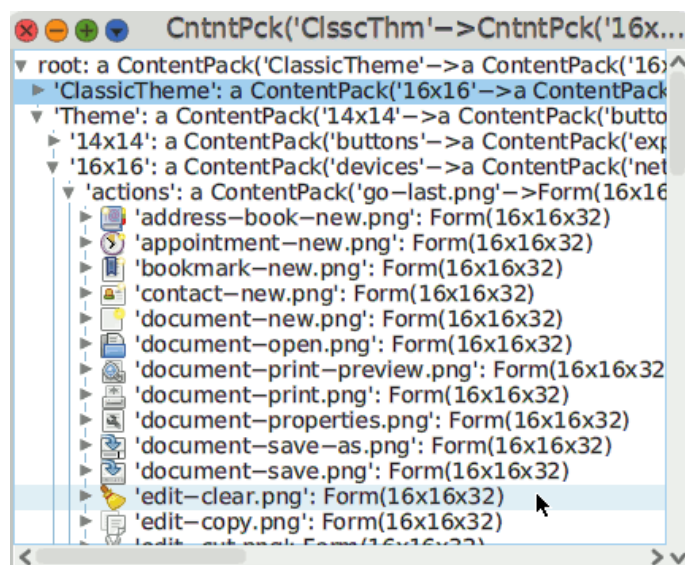 CntntPck('ClsscThm'−>CntntPck('16x...
root: a ContentPack('ClassicTheme'−>a ContentPack('16x
'ClassicTheme': a ContentPack('16x16'−>a ContentPack
'Theme': a ContentPack('14x14'−>a ContentPack('butto
'14x14': a ContentPack('buttons'−>a ContentPack('exp
'16x16': a ContentPack('devices'−>a ContentPack('net
'actions': a ContentPack('go−last.png'−>Form(16x16
'address−book−new.png': Form(16x16x32)
'appointment−new.png': Form(16x16x32)
'bookmark−new.png': Form(16x16x32)
'contact−new.png': Form(16x16x32)
'document−new.png': Form(16x16x32)
'document−open.png': Form(16x16x32)
'document−print−preview.png': Form(16x16x32
'document−print.png': Form(16x16x32)
'document−properties.png': Form(16x16x32)
'document−save−as.png': Form(16x16x32)
'document−save.png': Form(16x16x32)
'edit−clear.png': Form(16x16x32)
'edit−copy.png': Form(16x16x32)
'edit−cut.png': Form(16x16x32)